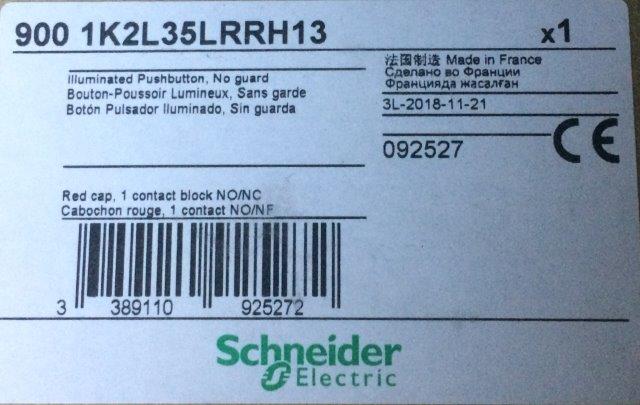 900 1K2L35LRRH13
x1
Illuminated Pushbutton, No guard
Bouton-Poussoir Lumineux, Sans garde
Botón Pulsador Iluminado, Sin guarda
法国制造 Made in France
Сделано во Франции
Францияда жасалған
3L-2018-11-21
092527
CE
Red cap, 1 contact block NO/NC
Cabochon rouge, 1 contact NO/NF
3 389110 925272
Schneider
Electric